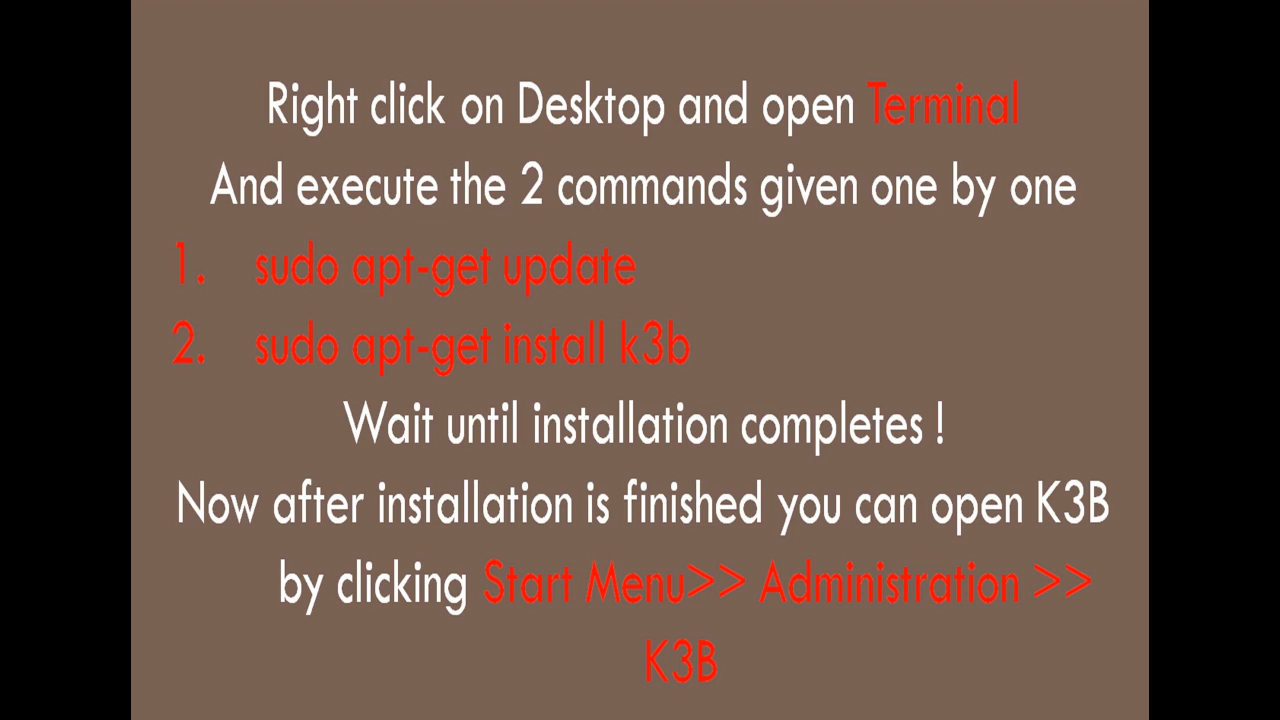 Right click on Desktop and open Terminal
And execute the 2 commands given one by one
1. sudo apt-get update
2. sudo apt-get install k3b
Wait until installation completes !
Now after installation is finished you can open K3B
by clicking Start Menu>> Administration >>
K3B